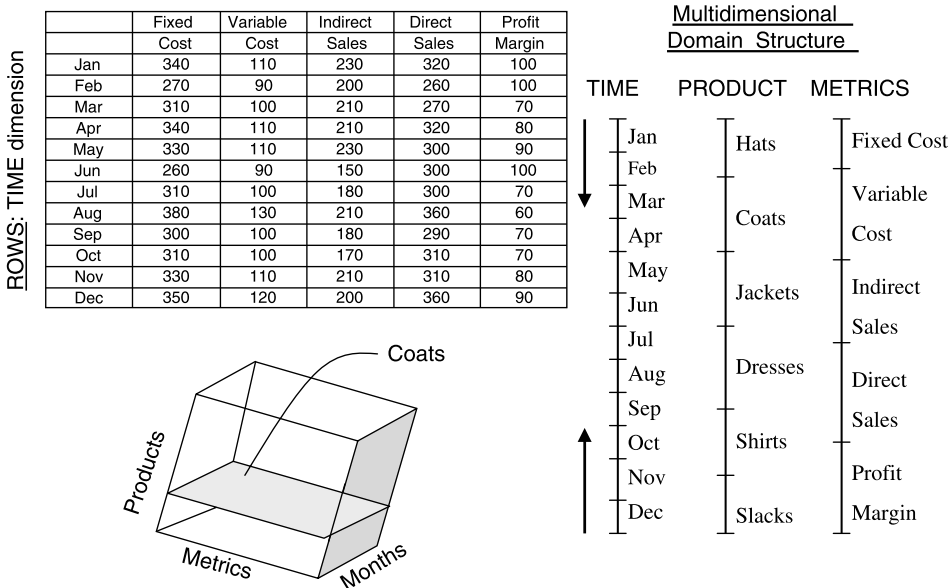 Fixed Variable Indirect Direct Profit
Cost Cost Sales Sales Margin
Jan 340 110 230 320 100
Feb 270 90 200 260 100
Mar 310 100 210 270 70
Apr 340 110 210 320 80
May 330 110 230 300 90
Jun 260 90 150 300 100
Jul 310 100 180 300 70
Aug 380 130 210 360 60
Sep 300 100 180 290 70
Oct 310 100 170 310 70
Nov 330 110 210 310 80
Dec 350 120 200 360 90
ROWS: TIME dimension
Coats
Products
Metrics
Months
Multidimensional
Domain Structure
TIME PRODUCT METRICS
Jan
Feb
Mar
Apr
May
Jun
Jul
Aug
Sep
Oct
Nov
Dec
Hats
Coats
Jackets
Dresses
Shirts
Slacks
Fixed Cost
Variable
Cost
Indirect
Sales
Direct
Sales
Profit
Margin